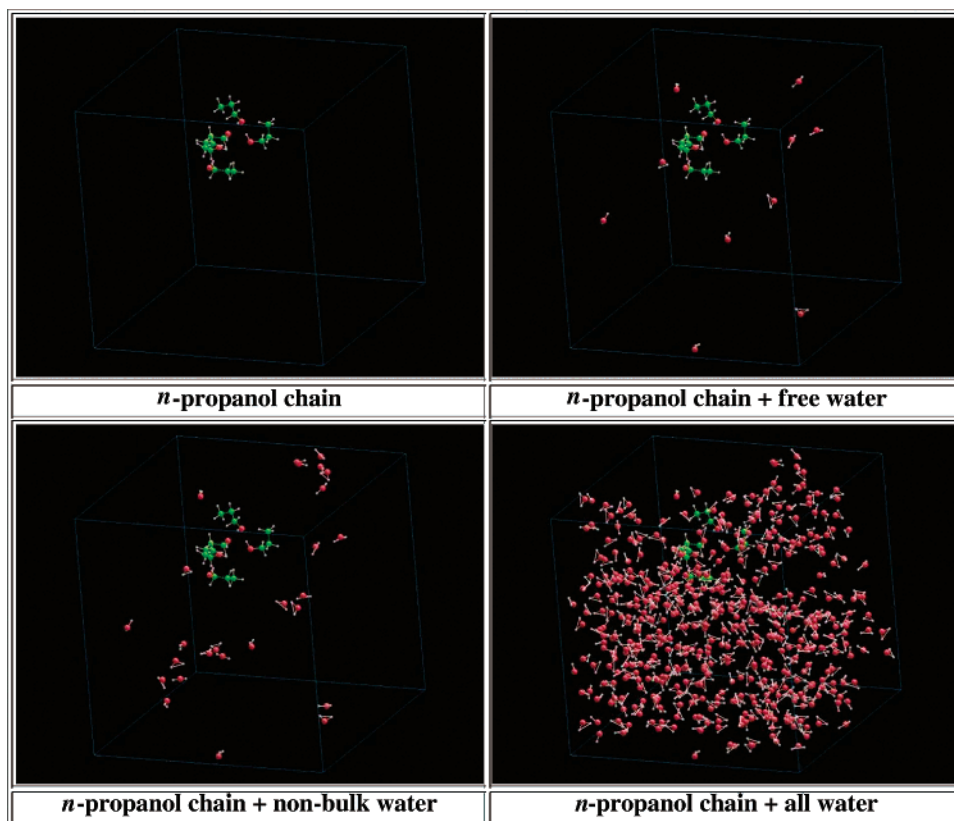 n-propanol chain
n-propanol chain + free water
n-propanol chain + non-bulk water
n-propanol chain + all water